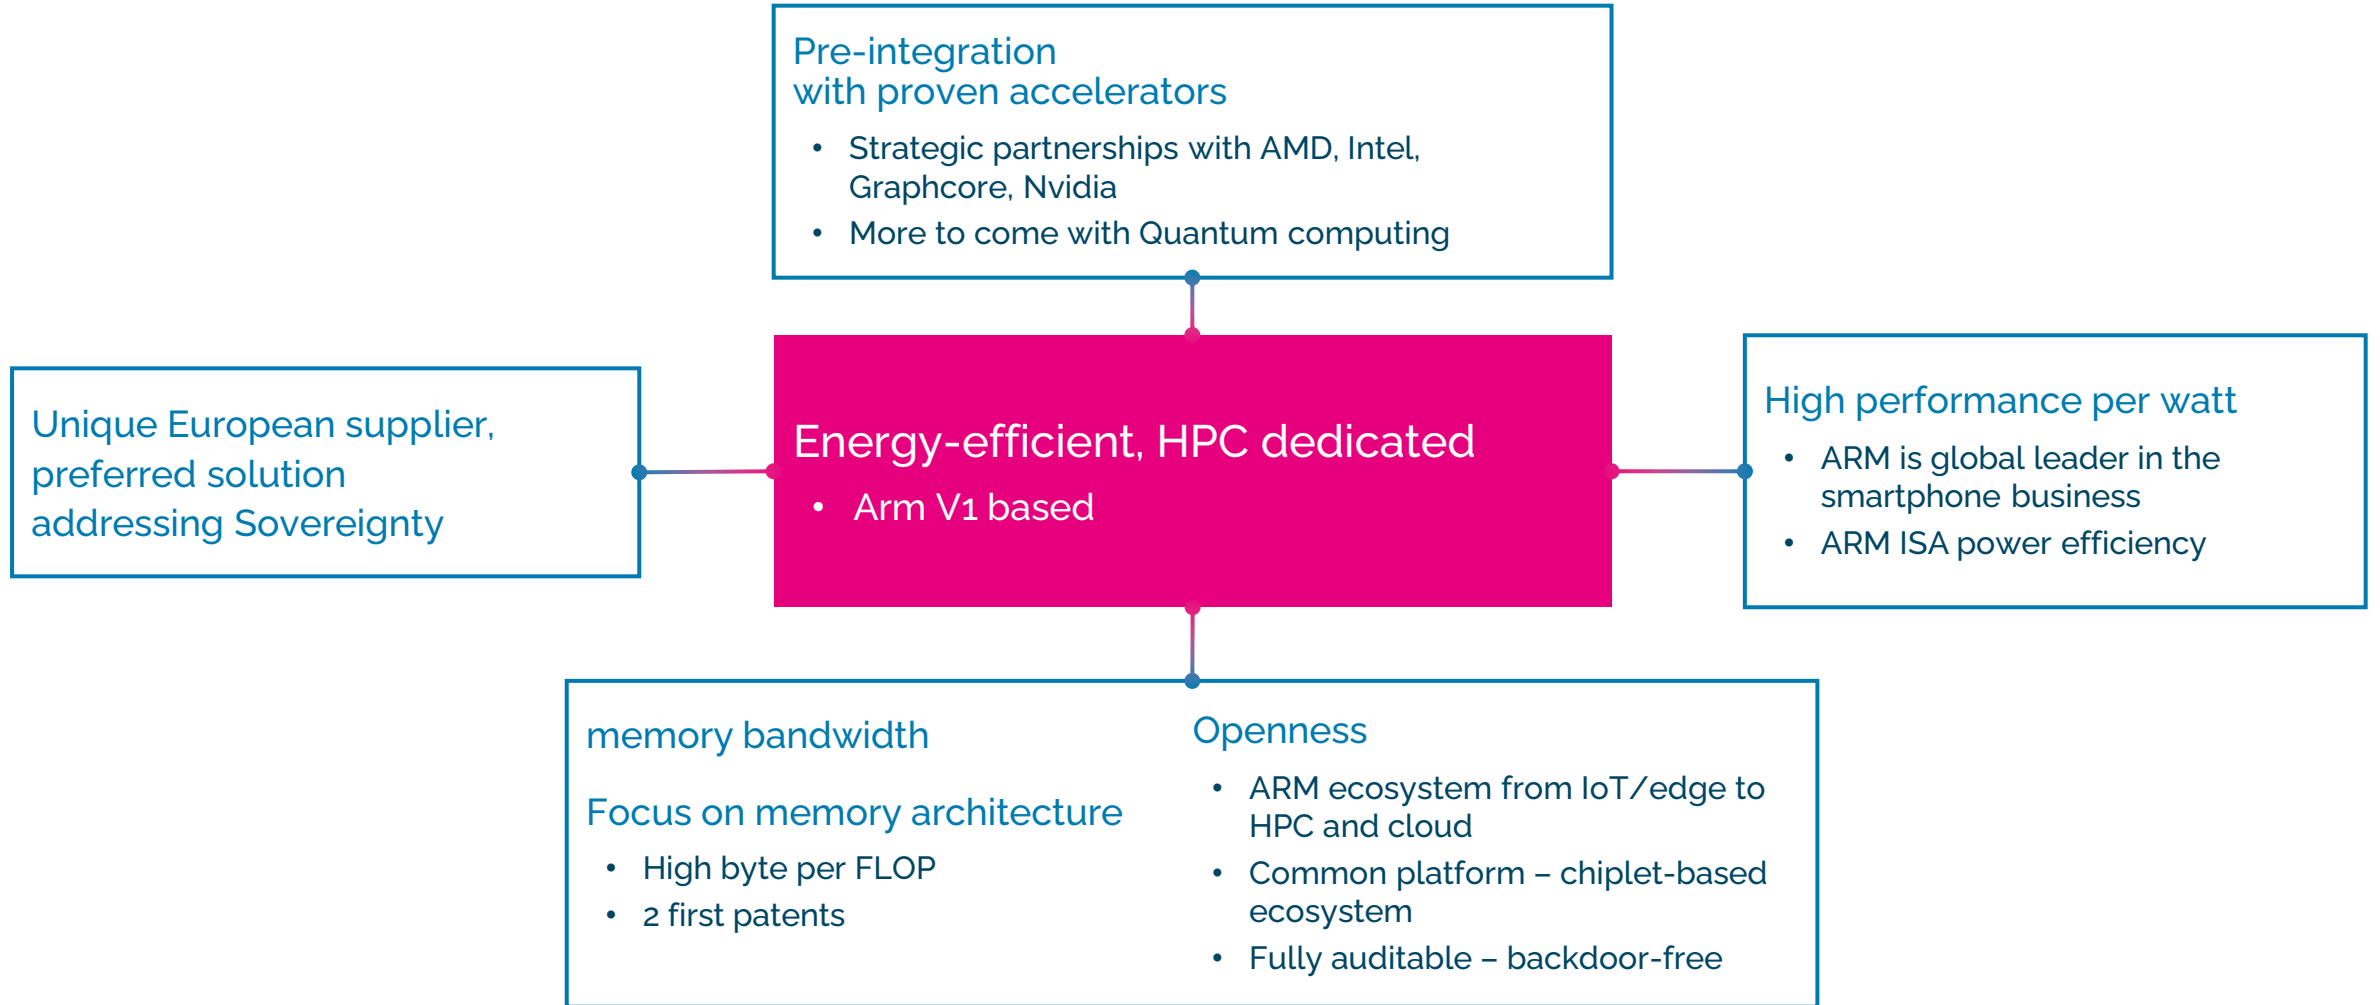 Pre-integration
with proven accelerators
• Strategic partnerships with AMD, Intel,
Graphcore, Nvidia
• More to come with Quantum computing
Unique European supplier,
preferred solution
addressing Sovereignty
Energy-efficient, HPC dedicated
• Arm V1 based
High performance per watt
• ARM is global leader in the
smartphone business
• ARM ISA power efficiency
memory bandwidth
Focus on memory architecture
• High byte per FLOP
• 2 first patents
Openness
• ARM ecosystem from IoT/edge to
HPC and cloud
• Common platform – chiplet-based
ecosystem
• Fully auditable – backdoor-free